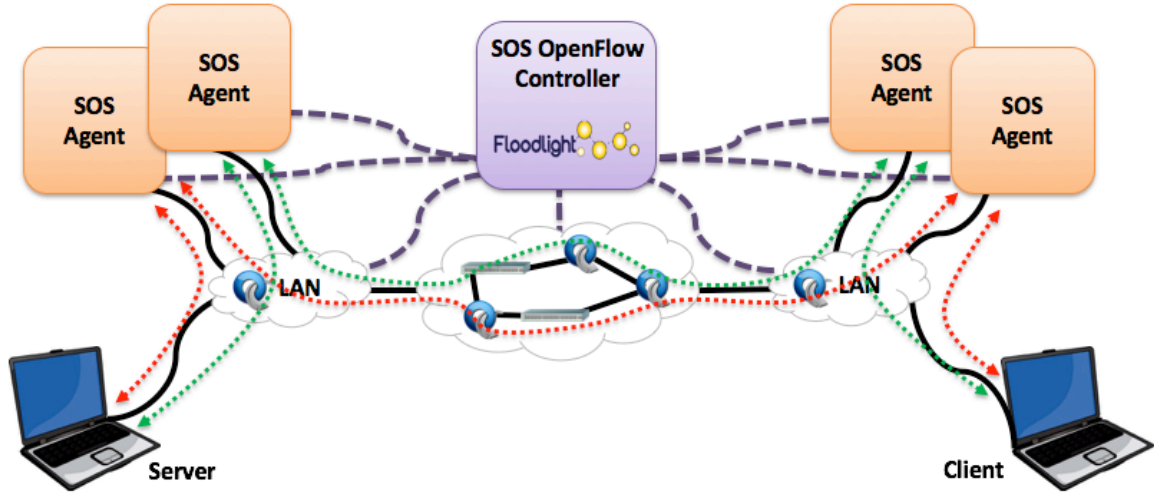 SOS
Agent
SOS
Agent
SOS OpenFlow
Controller
Floodlight
SOS
Agent
SOS
Agent
LAN
LAN
Server
Client